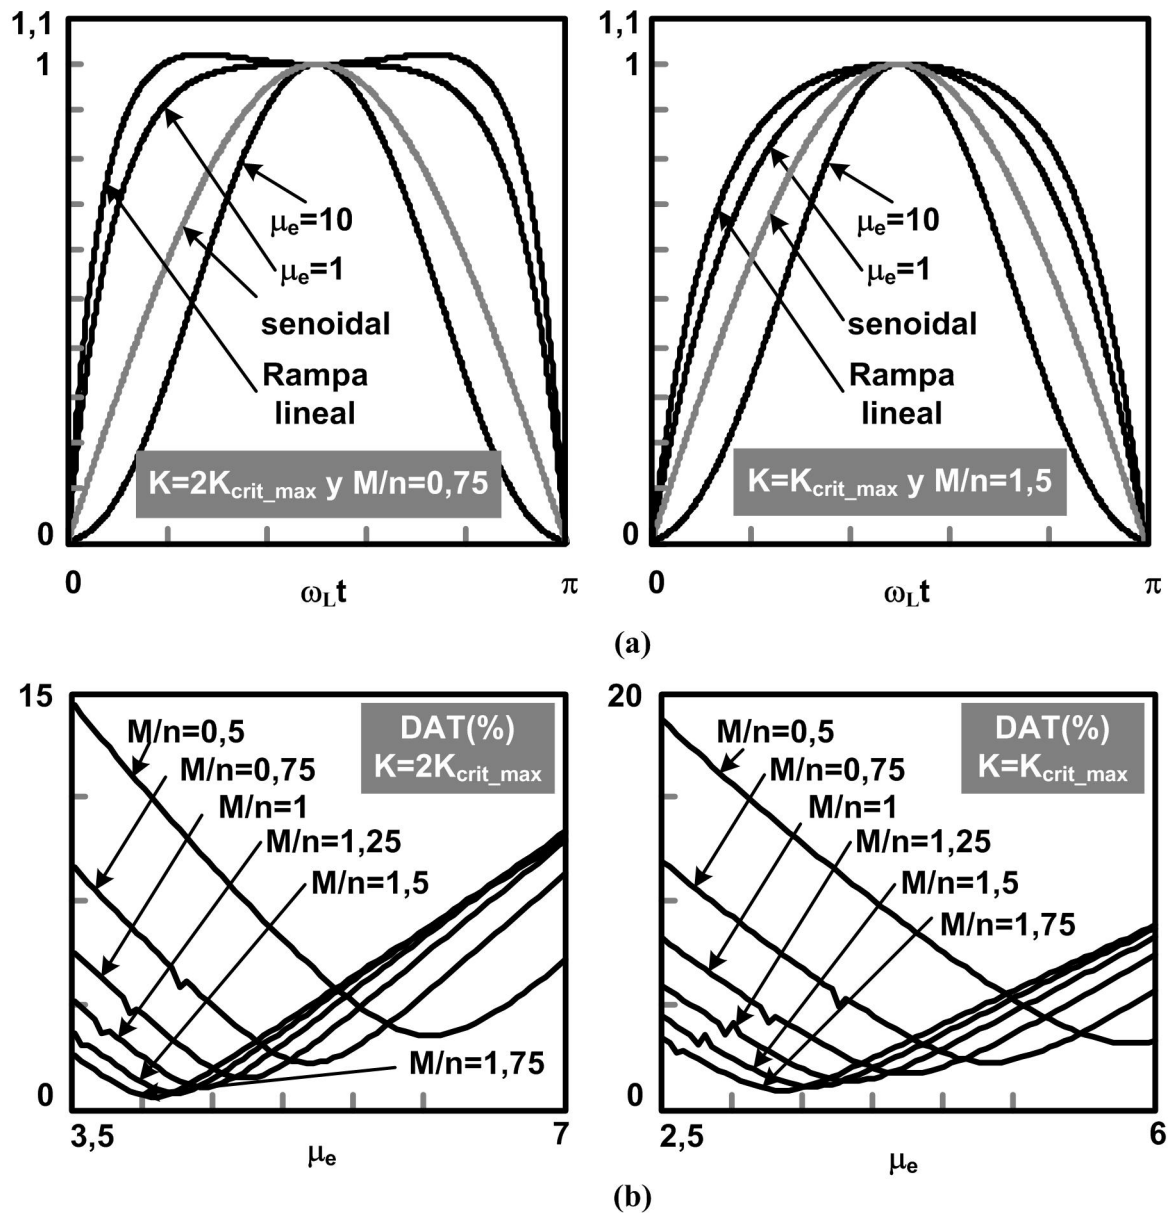 1,1
1
0
μe=10
μe=1
senoidal
Rampa
lineal
K=2Kcrit_max y M/n=0,75
0
ωLt
π
1
0
μe=10
μe=1
senoidal
Rampa
lineal
K=Kcrit_max y M/n=1,5
0
ωLt
π
1,1
(a)
15
0
M/n=0,5
M/n=0,75
M/n=1
M/n=1,25
M/n=1,5
M/n=1,75
DAT(%)
K=2Kcrit_max
3,5
μe
7
20
0
M/n=0,5
M/n=0,75
M/n=1
M/n=1,25
M/n=1,5
M/n=1,75
DAT(%)
K=Kcrit_max
2,5
μe
6
(b)